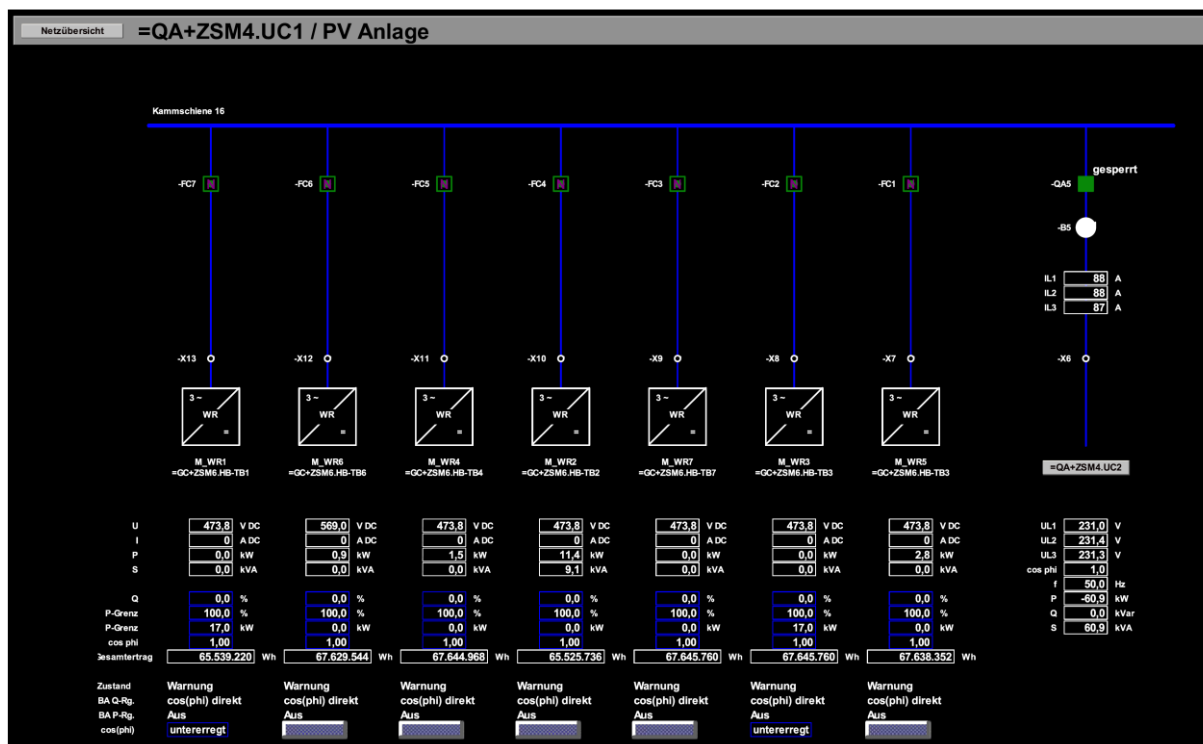 Netzübersicht =QA+ZSM4.UC1 / PV Anlage
Kammschiene 16
gesperrt
-FC7 -FC6 -FC5 -FC4 -FC3 -FC2 -FC1 -QA5
-B5
IL1 88 A
IL2 88 A
IL3 87 A
-X13 -X12 -X11 -X10 -X9 -X8 -X7 -X6
3 ~ 3 ~ 3 ~ 3 ~ 3 ~ 3 ~ 3 ~
WR WR WR WR WR WR WR
= = = = = = =
M_WR1 M_WR6 M_WR4 M_WR2 M_WR7 M_WR3 M_WR5
=GC+ZSM6.HB-TB1 =GC+ZSM6.HB-TB6 =GC+ZSM6.HB-TB4 =GC+ZSM6.HB-TB2 =GC+ZSM6.HB-TB7 =GC+ZSM6.HB-TB3 =GC+ZSM6.HB-TB3 =QA+ZSM4.UC2
U 473,8 V DC 569,0 V DC 473,8 V DC 473,8 V DC 473,8 V DC 473,8 V DC 473,8 V DC UL1 231,0 V
I 0 A DC 0 A DC 0 A DC 0 A DC 0 A DC 0 A DC 0 A DC UL2 231,4 V
P 0,0 kW 0,9 kW 1,5 kW 11,4 kW 0,0 kW 0,0 kW 2,8 kW UL3 231,3 V
S 0,0 kVA 0,0 kVA 0,0 kVA 9,1 kVA 0,0 kVA 0,0 kVA 0,0 kVA cos phi 1,0
f 50,0 Hz
Q 0,0 % 0,0 % 0,0 % 0,0 % 0,0 % 0,0 % 0,0 % P -60,9 kW
P-Grenz 100,0 % 100,0 % 100,0 % 100,0 % 100,0 % 100,0 % 100,0 % Q 0,0 kVar
P-Grenz 17,0 kW 0,0 kW 0,0 kW 0,0 kW 0,0 kW 17,0 kW 0,0 kW S 60,9 kVA
cos phi 1,00 1,00 1,00 1,00 1,00 1,00 1,00
Gesamtertrag 65.539.220 Wh 67.629.544 Wh 67.644.968 Wh 65.525.736 Wh 67.645.760 Wh 67.645.760 Wh 67.638.352 Wh
Zustand Warnung Warnung Warnung Warnung Warnung Warnung Warnung
BA Q-Rg. cos(phi) direkt cos(phi) direkt cos(phi) direkt cos(phi) direkt cos(phi) direkt cos(phi) direkt cos(phi) direkt
BA P-Rg. Aus Aus Aus Aus Aus Aus Aus
cos(phi) untererregt untererregt